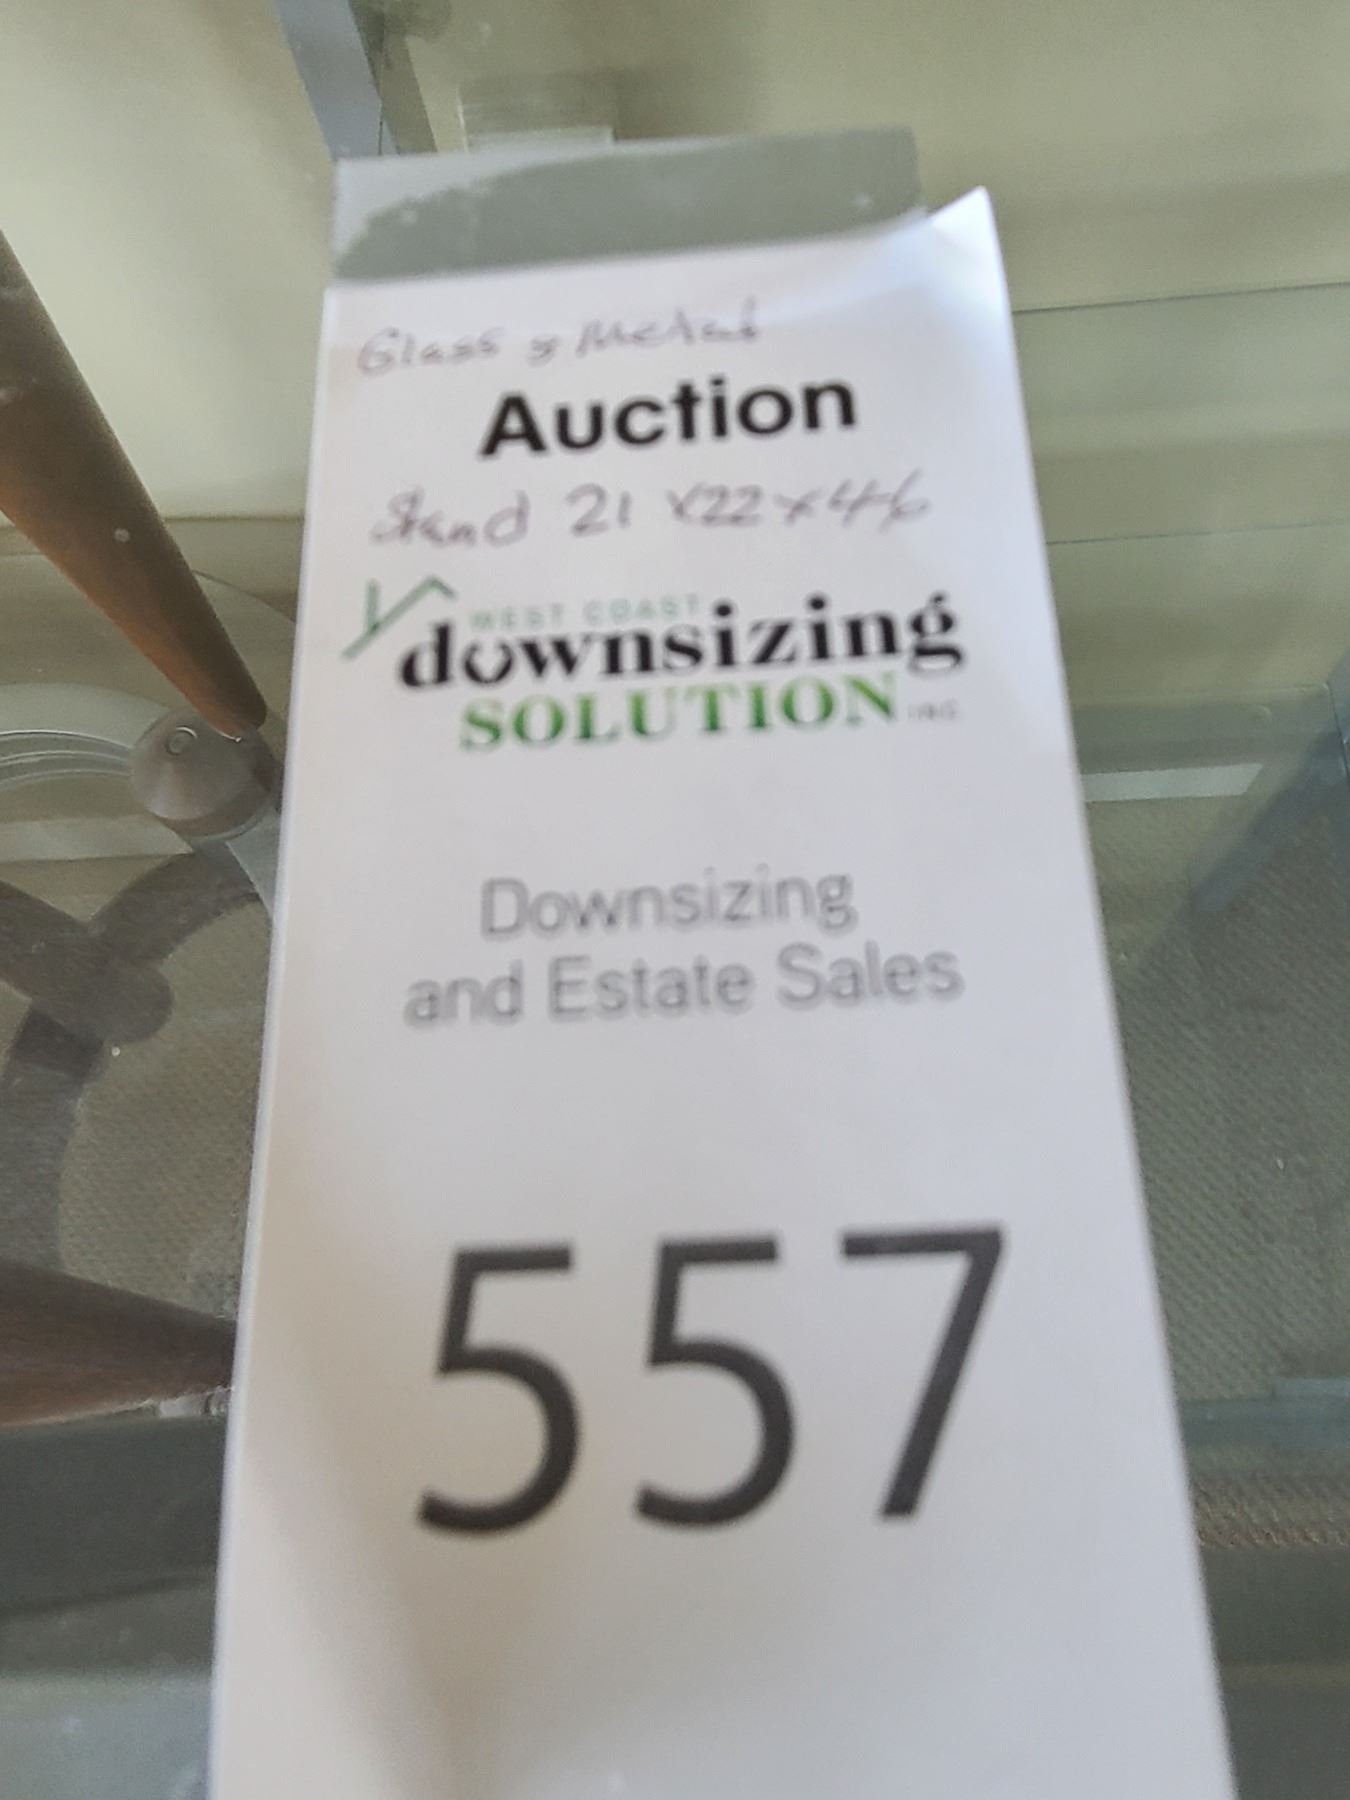 Glass & Metal
Auction
Stand 21 x22x46
WEST COAST
downsizing
SOLUTION INC
Downsizing
and Estate Sales
557